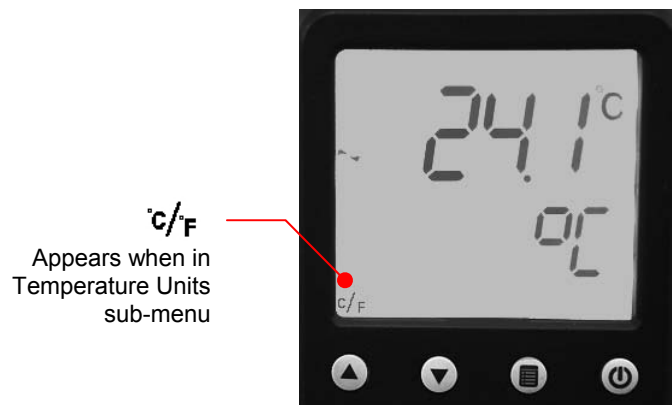 24.1 °C
°C
°C/°F
Appears when in
Temperature Units
sub-menu
C/F